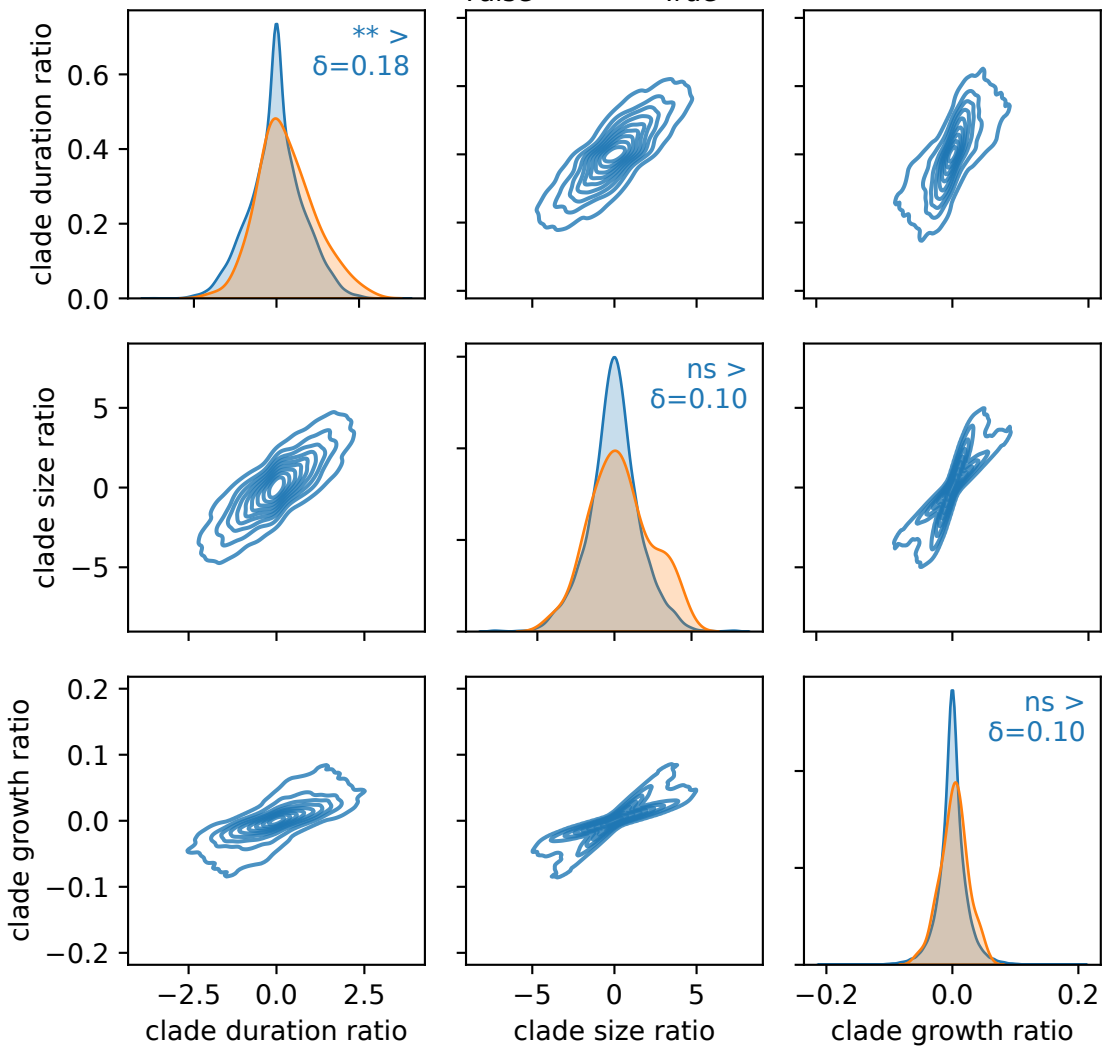 clade duration ratio
0.6
0.4
0.2
0.0
** >
δ=0.18
clade size ratio
5
0
−5
ns >
δ=0.10
clade growth ratio
0.2
0.1
0.0
−0.1
−0.2
ns >
δ=0.10
−2.5 0.0 2.5
clade duration ratio
−5 0 5
clade size ratio
−0.2 0.0 0.2
clade growth ratio